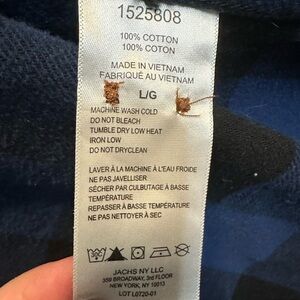 1525808
100% COTTON
100% COTON
MADE IN VIETNAM
FABRIQUÉ AU VIETNAM
L/G
MACHINE WASH COLD
DO NOT BLEACH
TUMBLE DRY LOW HEAT
IRON LOW
DO NOT DRYCLEAN
LAVER À LA MACHINE À L'EAU FROIDE
NE PAS JAVELLISER
SÉCHER PAR CULBUTAGE À BASSE
TEMPÉRATURE
REPASSER À BASSE TEMPÉRATURE
NE PAS NETTOYER À SEC
JACHS NY LLC
359 BROADWAY, 3rd FLOOR
NEW YORK, NY 10013
LOT L0720-01